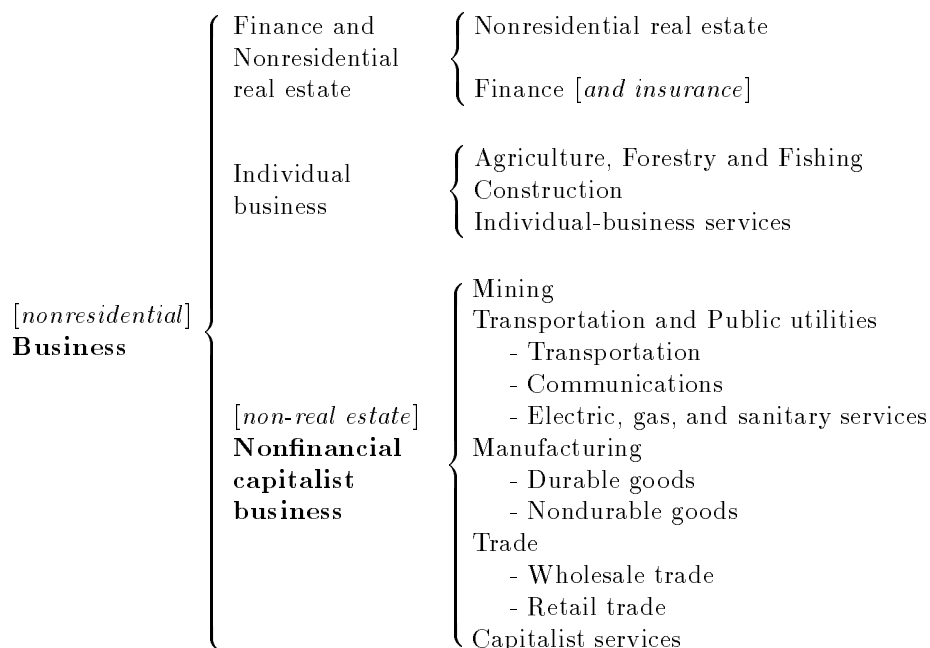 [nonresidential]
Business
Finance and
Nonresidential
real estate
Nonresidential real estate
Finance [and insurance]
Individual
business
Agriculture, Forestry and Fishing
Construction
Individual-business services
[non-real estate]
Nonfinancial
capitalist
business
Mining
Transportation and Public utilities
- Transportation
- Communications
- Electric, gas, and sanitary services
Manufacturing
- Durable goods
- Nondurable goods
Trade
- Wholesale trade
- Retail trade
Capitalist services